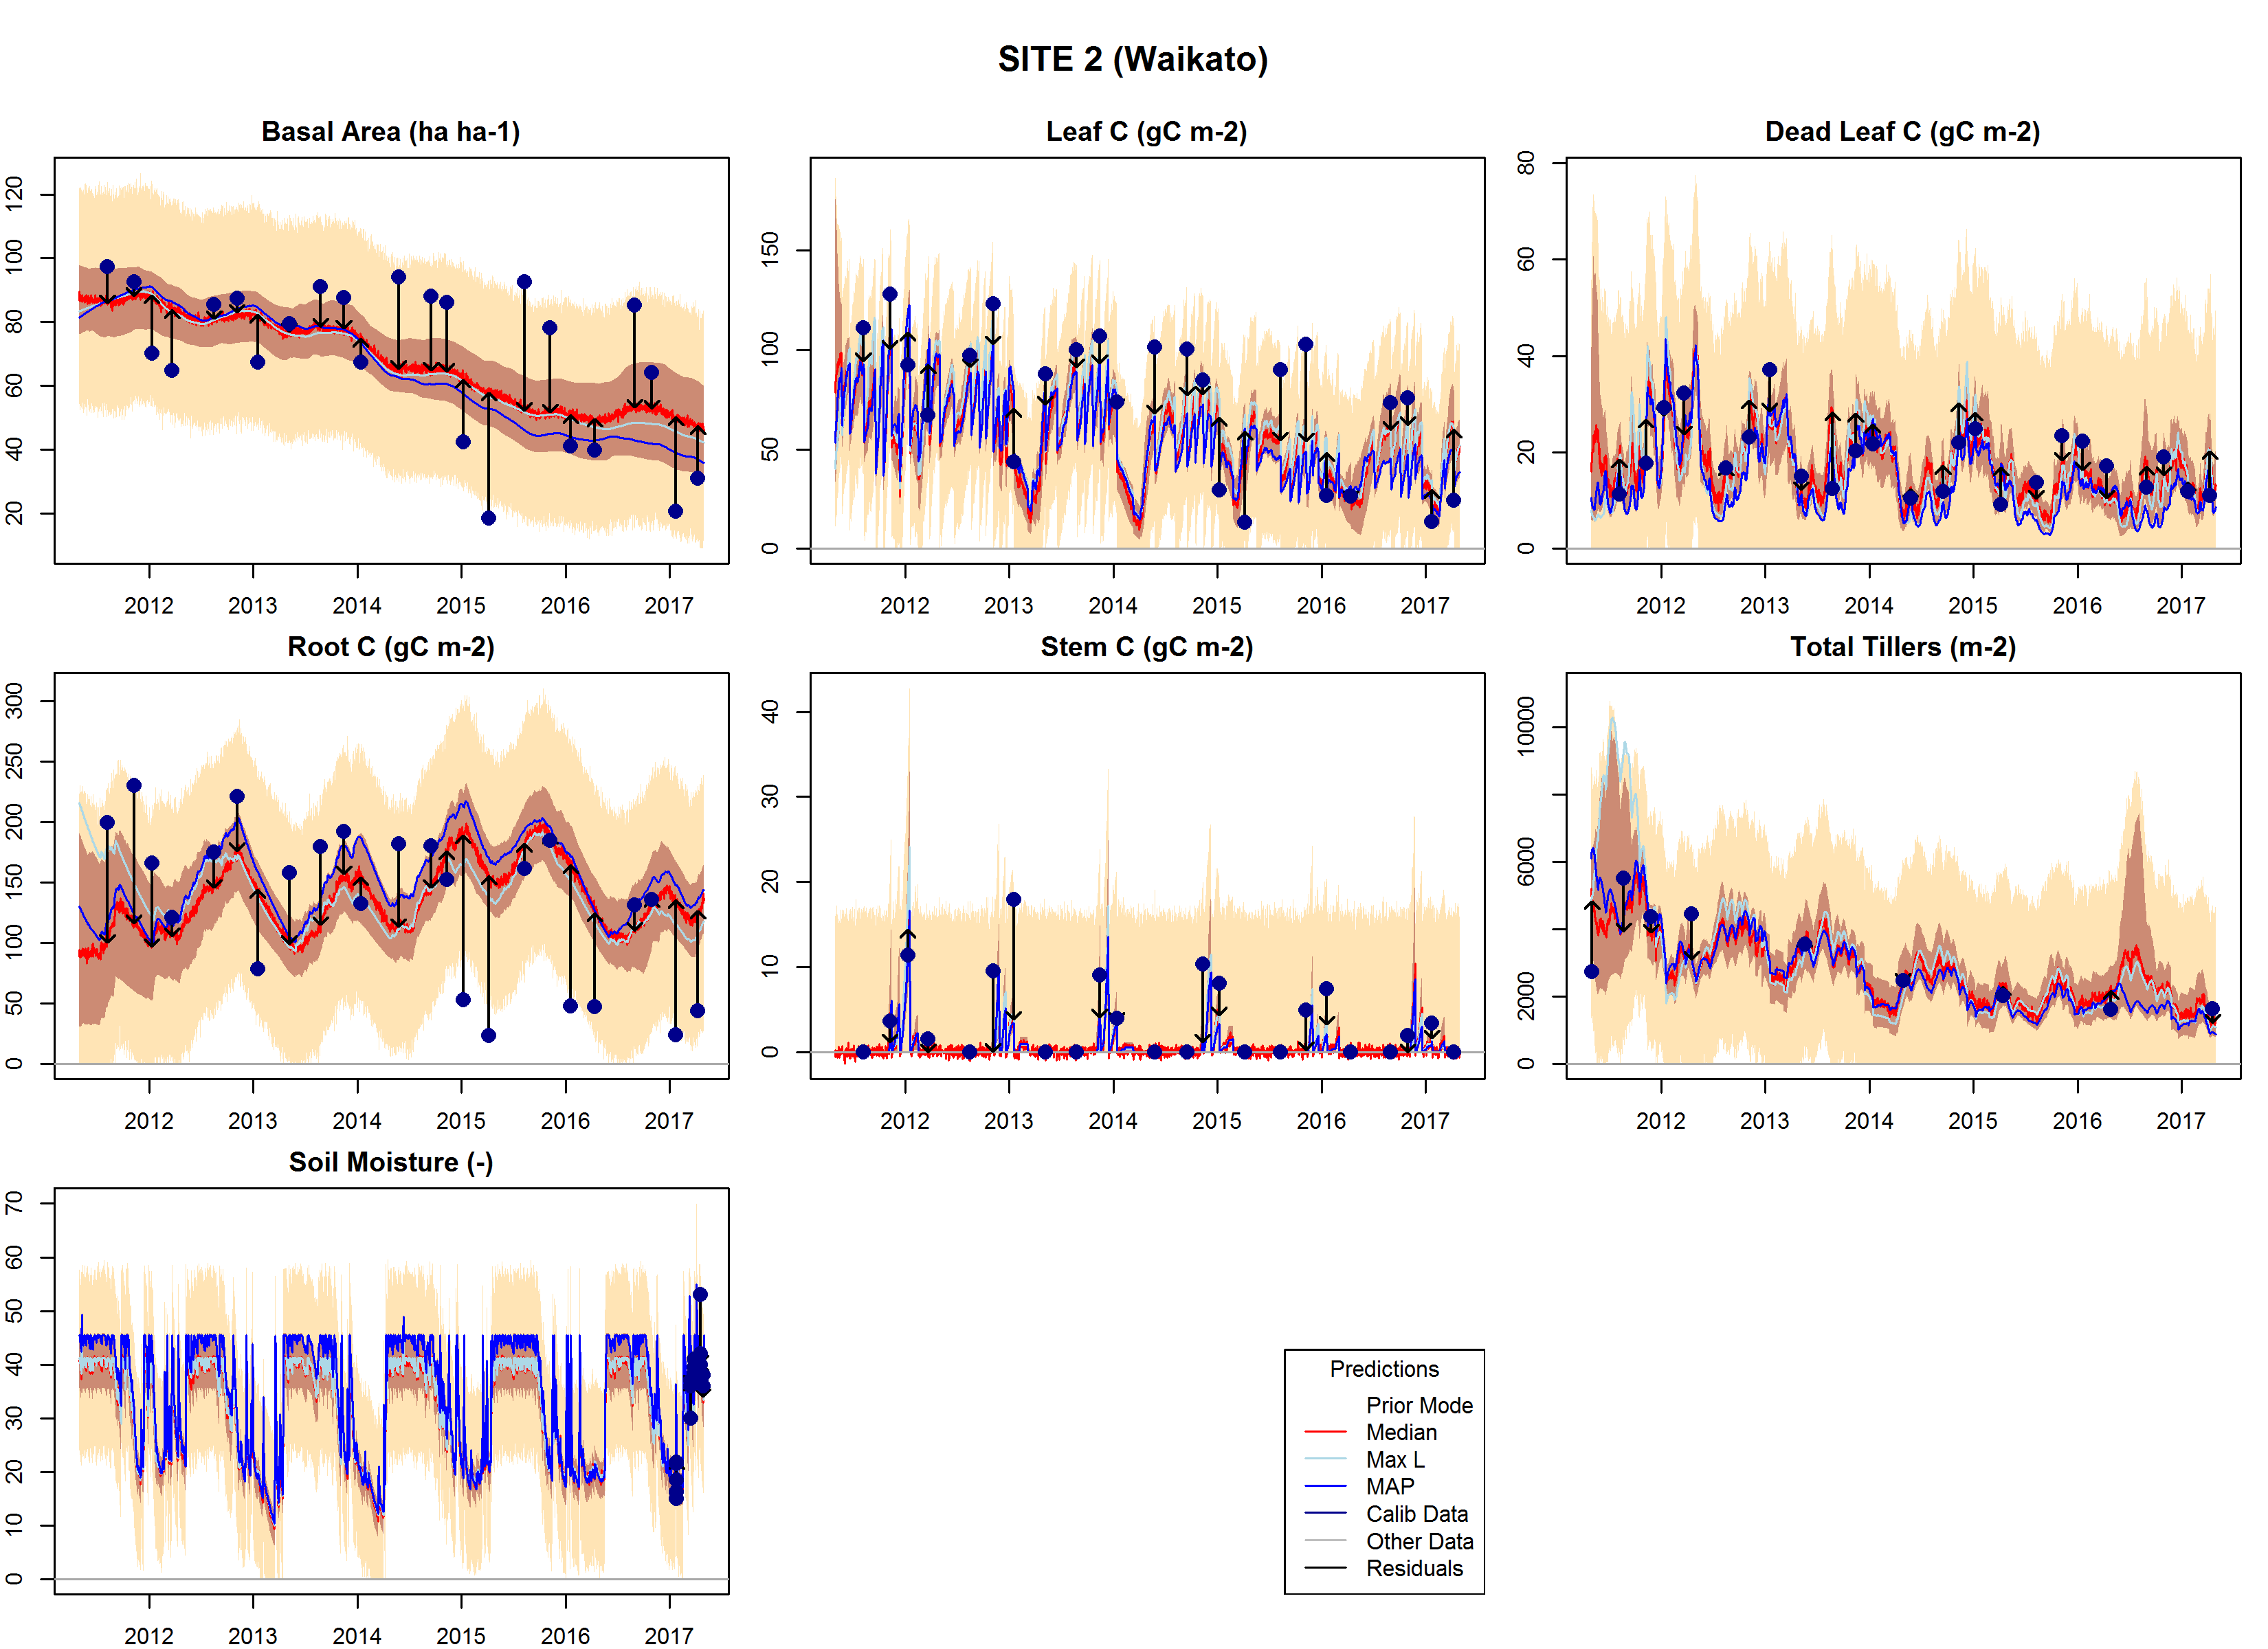 SITE 2 (Waikato)
Basal Area (ha ha-1)
Leaf C (gC m-2)
Dead Leaf C (gC m-2)
120
100
80
60
40
20
2012 2013 2014 2015 2016 2017
150
100
50
0
2012 2013 2014 2015 2016 2017
80
60
40
20
0
2012 2013 2014 2015 2016 2017
Root C (gC m-2)
Stem C (gC m-2)
Total Tillers (m-2)
300
250
200
150
100
50
0
2012 2013 2014 2015 2016 2017
40
30
20
10
0
2012 2013 2014 2015 2016 2017
10000
6000
2000
0
2012 2013 2014 2015 2016 2017
Soil Moisture (-)
70
60
50
40
30
20
10
0
2012 2013 2014 2015 2016 2017
Predictions
Prior Mode
Median
Max L
MAP
Calib Data
Other Data
Residuals